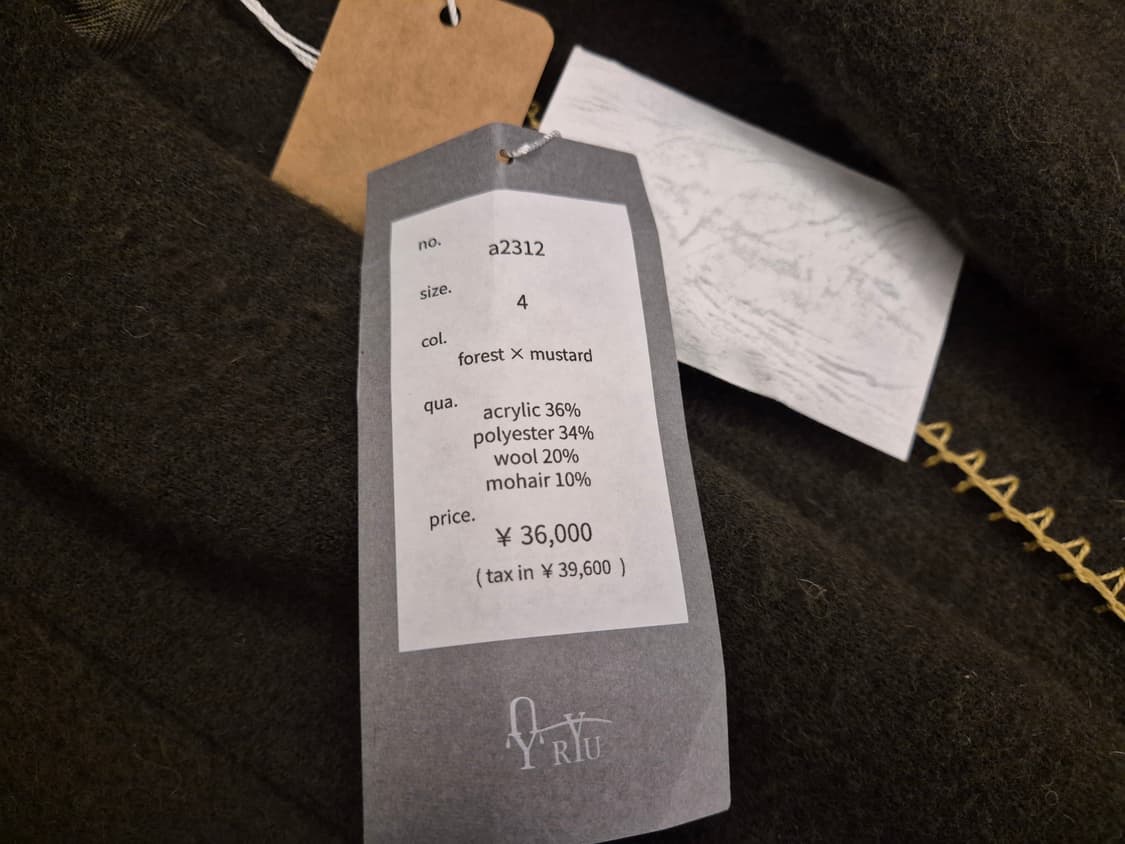 no.
a2312
size.
4
col.
forest × mustard
qua.
acrylic 36%
polyester 34%
wool 20%
mohair 10%
price.
¥ 36,000
( tax in ¥ 39,600 )
RYU